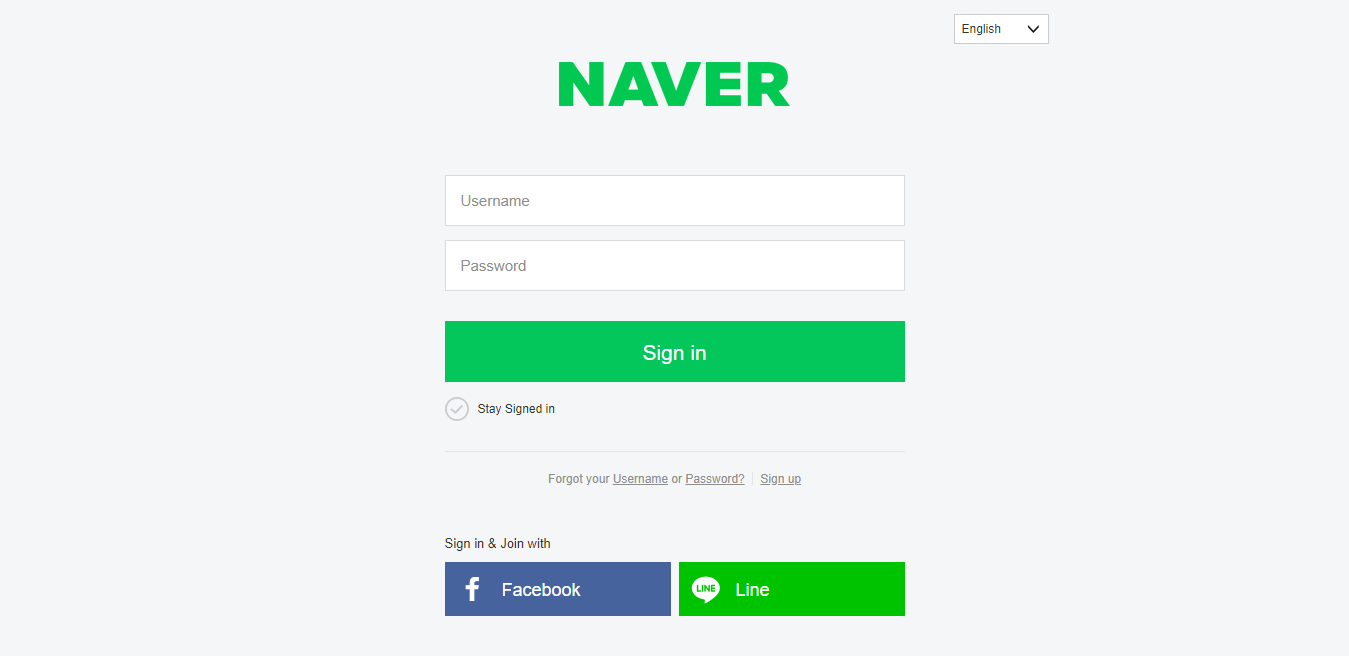 English
NAVER
Username
Password
Sign in
Stay Signed in
Forgot your Username or Password? Sign up
Sign in & Join with
Facebook
LINE Line